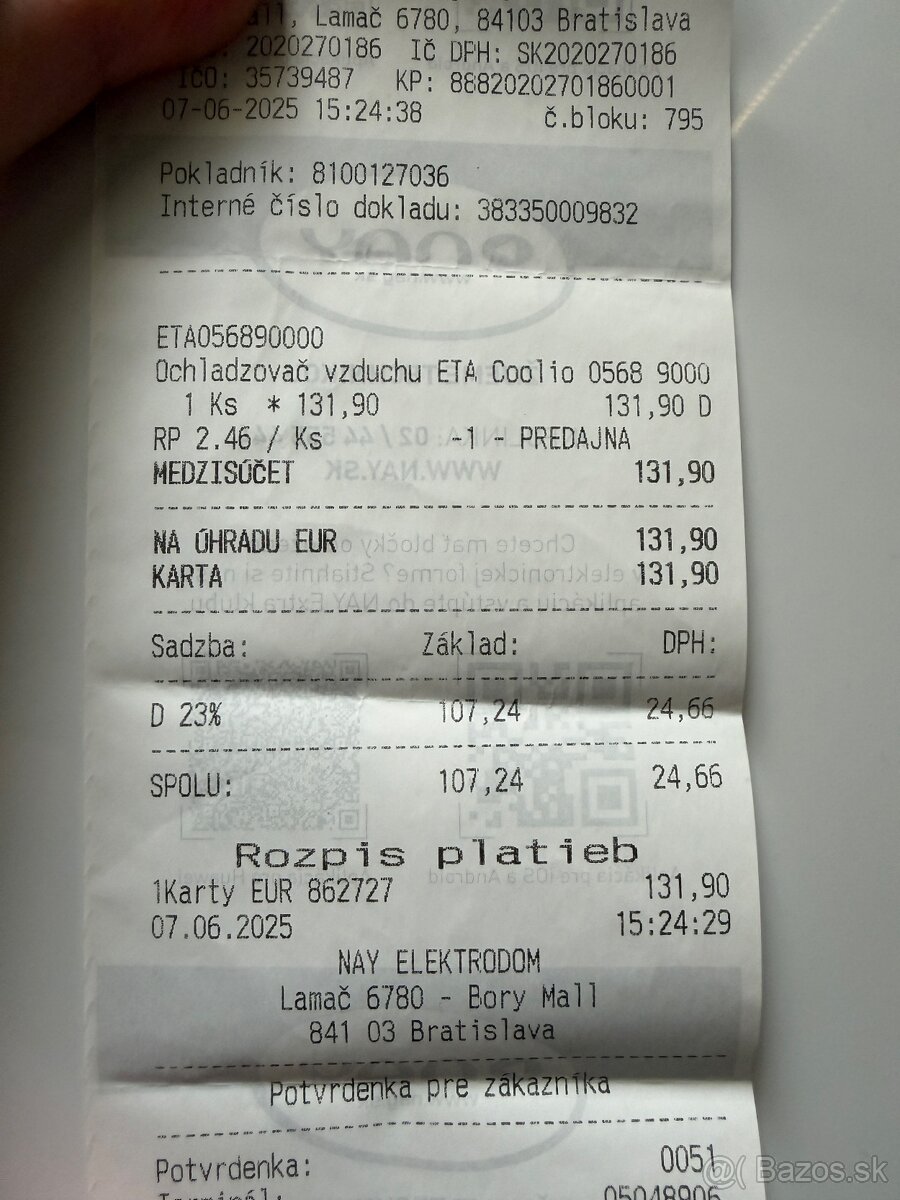 Lamač 6780, 84103 Bratislava
2020270186 IČ DPH: SK2020270186
IČO: 35739487 KP: 88820202701860001
07-06-2025 15:24:38 č.bloku: 795
Pokladník: 8100127036
Interné číslo dokladu: 383350009832
ETA056890000
Ochladzovač vzduchu ETA Coolio 0568 9000
1 Ks * 131,90 131,90 D
RP 2.46 / Ks -1- PREDAJNA
MEDZISÚČET 131,90
NA ÚHRADU EUR 131,90
KARTA 131,90
Sadzba: Základ: DPH:
D 23% 107,24 24,66
SPOLU: 107,24 24,66
Rozpis platieb
1Karty EUR 862727 131,90
07.06.2025 15:24:29
NAY ELEKTRODOM
Lamač 6780 - Bory Mall
841 03 Bratislava
Potvrdenka pre zákazníka
Potvrdenka: 0051
Terminál: 05048906
@( Bazos.sk